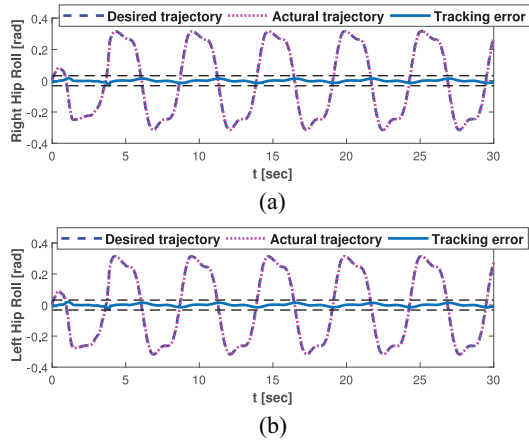 Desired trajectory Actural trajectory Tracking error
Right Hip Roll [rad]
0.4
0.2
0
-0.2
-0.4
0 5 10 15 20 25 30
t [sec]
(a)
Desired trajectory Actural trajectory Tracking error
Left Hip Roll [rad]
0.4
0.2
0
-0.2
-0.4
0 5 10 15 20 25 30
t [sec]
(b)